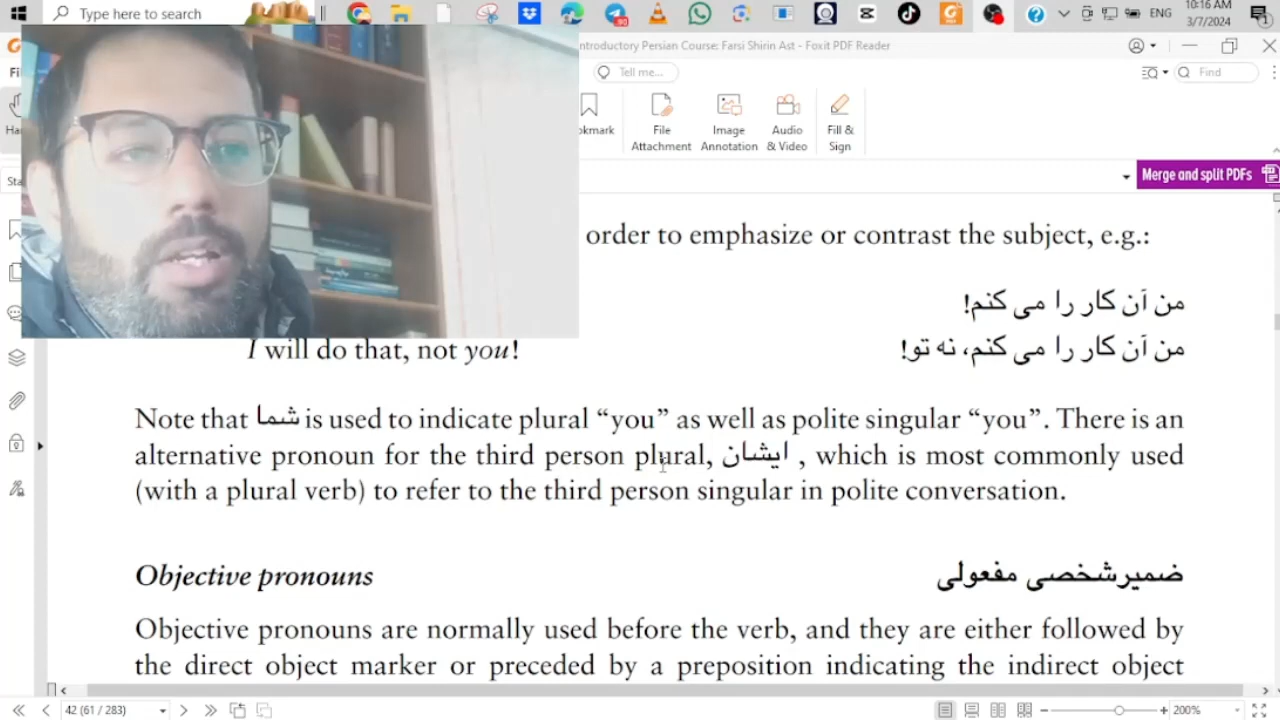 Type here to search
90
ENG
10:16 AM
3/7/2024
1
ntroductory Persian Course: Farsi Shirin Ast - Foxit PDF Reader
Fi
Tell me...
Find
Har
kmark
File
Attachment
Image
Annotation
Audio
& Video
Fill &
Sign
Sta
Merge and split PDFs
order to emphasize or contrast the subject, e.g.:
من آن کار را می کنم!
I will do that, not you!
من آن کار را می کنم، نه تو!
Note that شما is used to indicate plural “you” as well as polite singular “you”. There is an
alternative pronoun for the third person plural, ایشان , which is most commonly used
(with a plural verb) to refer to the third person singular in polite conversation.
Objective pronouns
ضمیرشخصی مفعولی
Objective pronouns are normally used before the verb, and they are either followed by
the direct object marker or preceded by a preposition indicating the indirect object
42 (61 / 283)
200%